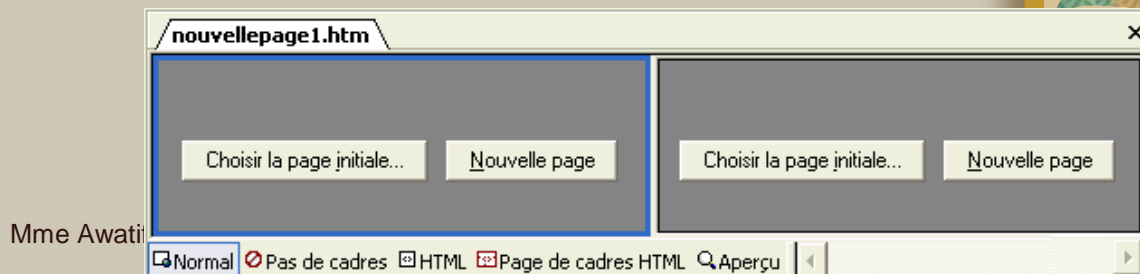 nouvellepage1.htm
Choisir la page initiale... Nouvelle page Choisir la page initiale... Nouvelle page
Mme
Normal Pas de cadres HTML Page de cadres HTML Aperçu